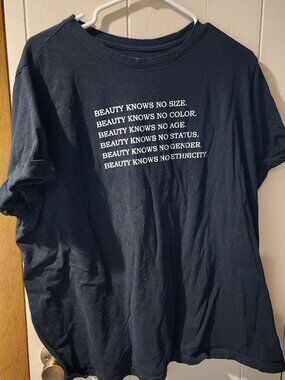 BEAUTY KNOWS NO SIZE.
BEAUTY KNOWS NO COLOR.
BEAUTY KNOWS NO AGE.
BEAUTY KNOWS NO STATUS.
BEAUTY KNOWS NO GENDER.
BEAUTY KNOWS NO ETHNICITY.